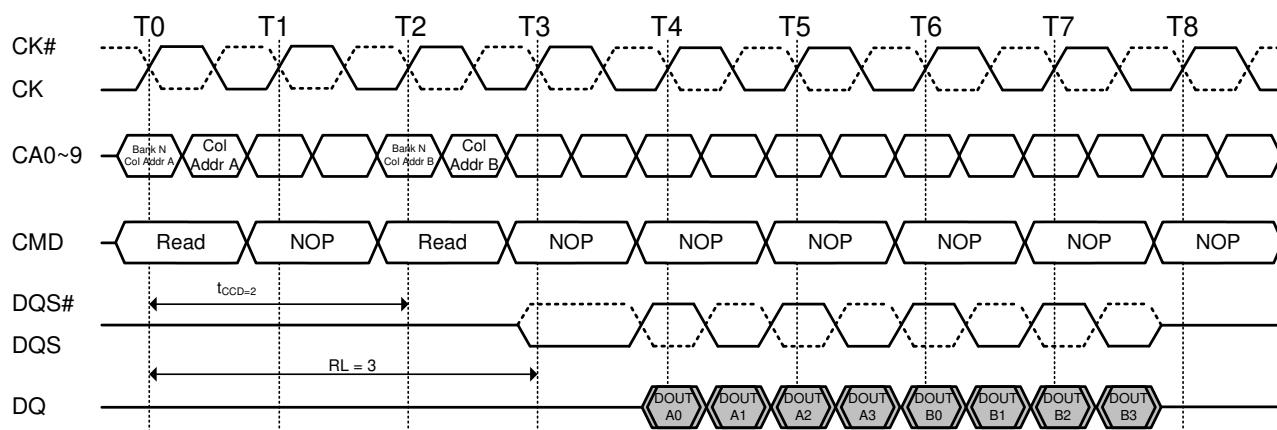 T0 T1 T2 T3 T4 T5 T6 T7 T8
CK#
CK
CA0~9
Bank N
Col Addr A
Col
Addr A
Bank N
Col Addr B
Col
Addr B
CMD
Read NOP Read NOP NOP NOP NOP NOP NOP
tCCD=2
DQS#
DQS
RL = 3
DQ
DOUT A0
DOUT A1
DOUT A2
DOUT A3
DOUT B0
DOUT B1
DOUT B2
DOUT B3